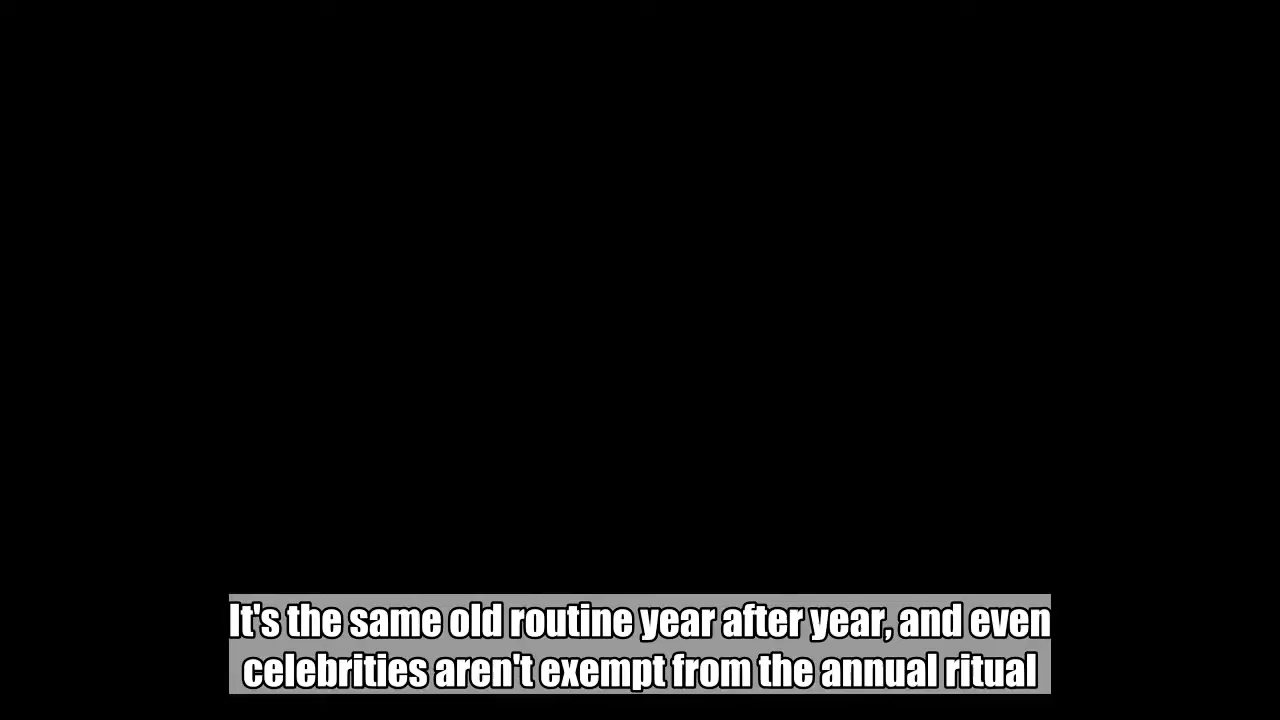 It's the same old routine year after year, and even
celebrities aren't exempt from the annual ritual